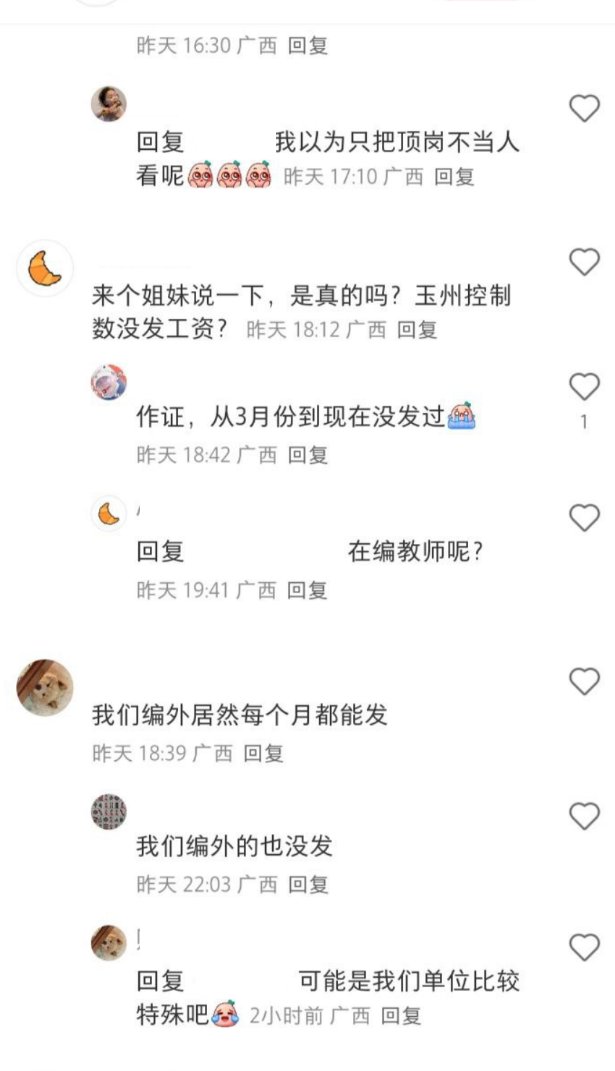 昨天 16:30 广西 回复
回复 我以为只把顶岗不当人
看呢 昨天 17:10 广西 回复
来个姐妹说一下，是真的吗？玉州控制
数没发工资？ 昨天 18:12 广西 回复
作证，从3月份到现在没发过
1
昨天 18:42 广西 回复
回复 在编教师呢？
昨天 19:41 广西 回复
我们编外居然每个月都能发
昨天 18:39 广西 回复
我们编外的也没发
昨天 22:03 广西 回复
回复 可能是我们单位比较
特殊吧 2小时前 广西 回复